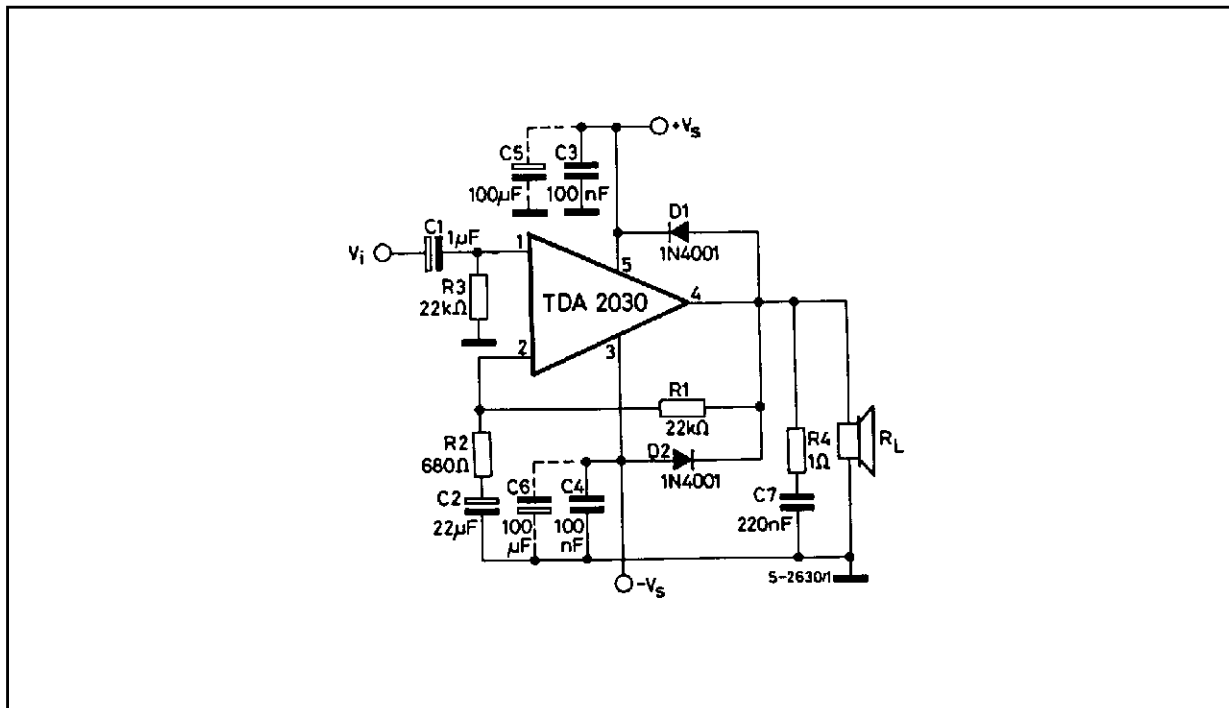 +Vs
C5
C3
100µF
100nF
D1
1N4001
C1
1µF
Vi
1
5
R3
22kΩ
TDA 2030
4
2
3
R1
22kΩ
R2
680Ω
D2
1N4001
R4
1Ω
RL
C6
C4
C2
22µF
100
µF
100
nF
C7
220nF
-Vs
S-2630/1